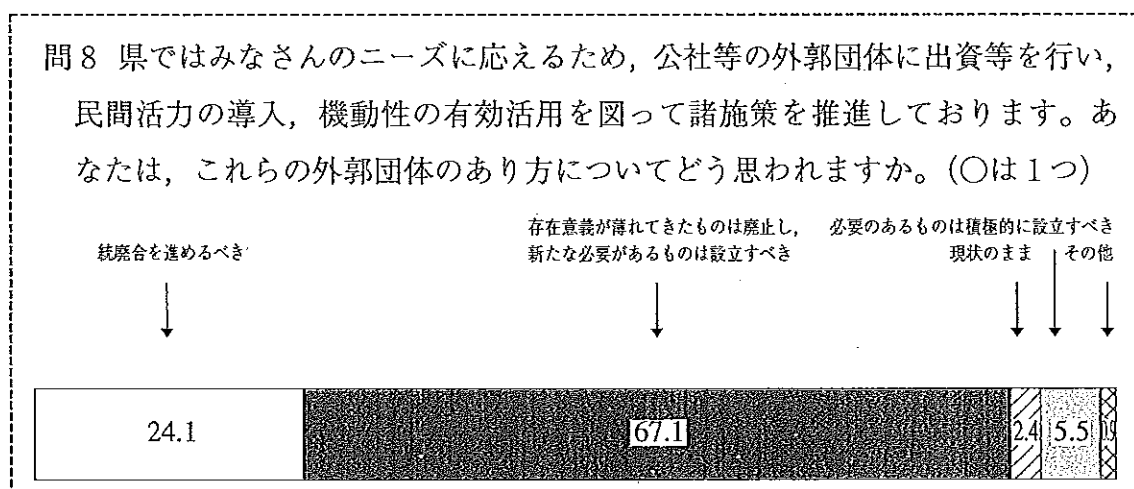 問8 県ではみなさんのニーズに応えるため，公社等の外郭団体に出資等を行い，
民間活力の導入，機動性の有効活用を図って諸施策を推進しております。あ
なたは，これらの外郭団体のあり方についてどう思われますか。(○は１つ)
統廃合を進めるべき
存在意義が薄れてきたものは廃止し，
新たな必要があるものは設立すべき
必要のあるものは積極的に設立すべき
現状のまま
その他
24.1
67.1
2.4
5.5
0.9